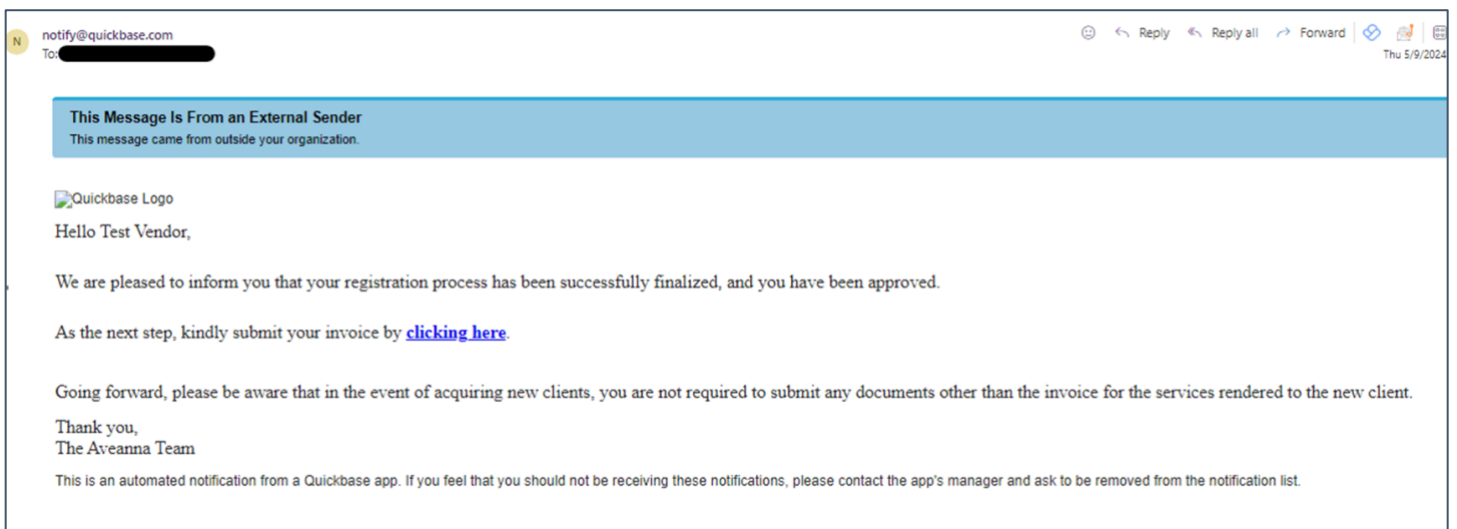 N
notify@quickbase.com
To:
Reply
Reply all
Forward
Thu 5/9/2024
This Message Is From an External Sender
This message came from outside your organization.
Quickbase Logo
Hello Test Vendor,
We are pleased to inform you that your registration process has been successfully finalized, and you have been approved.
As the next step, kindly submit your invoice by clicking here.
Going forward, please be aware that in the event of acquiring new clients, you are not required to submit any documents other than the invoice for the services rendered to the new client.
Thank you,
The Aveanna Team
This is an automated notification from a Quickbase app. If you feel that you should not be receiving these notifications, please contact the app's manager and ask to be removed from the notification list.